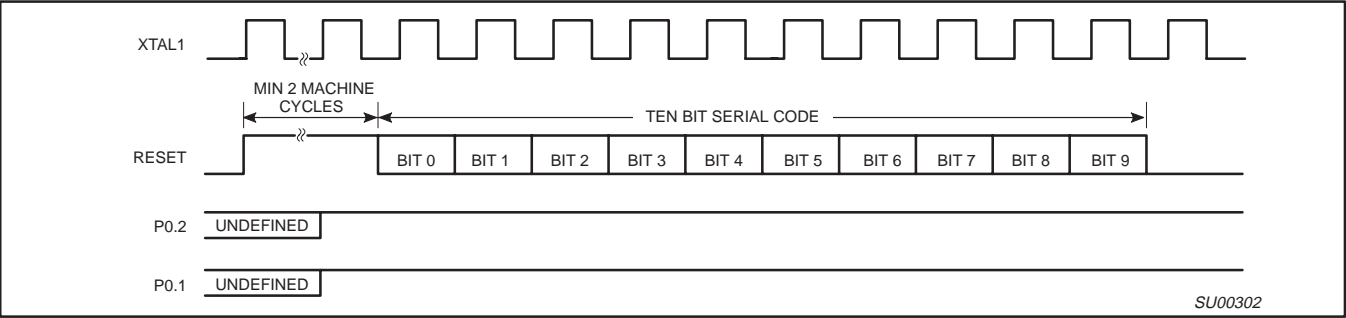 XTAL1
MIN 2 MACHINE
CYCLES
TEN BIT SERIAL CODE
RESET
BIT 0 BIT 1 BIT 2 BIT 3 BIT 4 BIT 5 BIT 6 BIT 7 BIT 8 BIT 9
P0.2 UNDEFINED
P0.1 UNDEFINED
SU00302